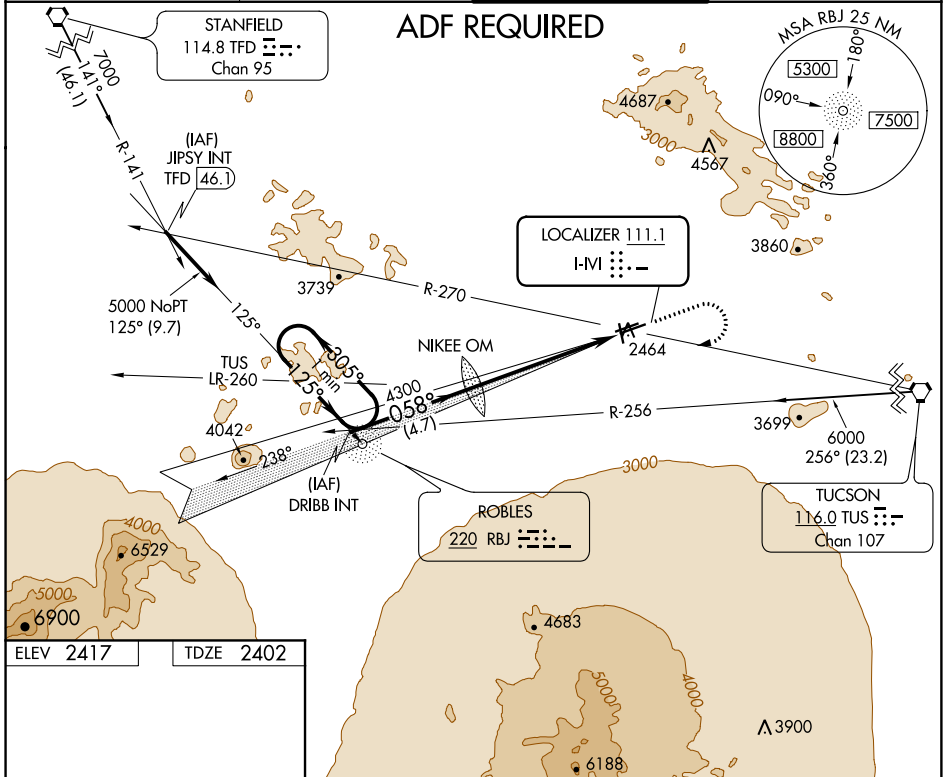 ADF REQUIRED
STANFIELD
114.8 TFD
Chan 95
MSA RBJ 25 NM
180°
5300
090°
7500
8800
360°
7000
141°
(46.1)
R-141
(IAF)
JIPSY INT
TFD 46.1
4687
3000
4567
3860
LOCALIZER 111.1
I-IVI
3739
R-270
5000 NoPT
125° (9.7)
125°
2464
NIKEE OM
305°
1 min
125°
TUS
LR-260
4300
058°
(4.7)
R-256
3699
6000
256° (23.2)
4042
238°
(IAF)
DRIBB INT
3000
ROBLES
220 RBJ
TUCSON
116.0 TUS
Chan 107
4000
6529
5000
6900
4683
5000
4000
3900
6188
ELEV 2417
TDZE 2402